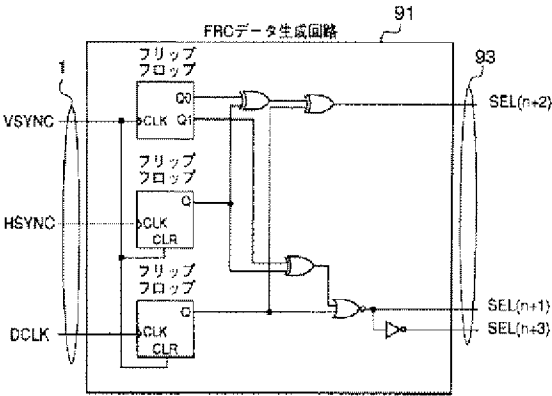 FRCデータ生成回路
91
フリップ
フロップ
1
93
Q0
Q1
VSYNC
CLK
SEL(n+2)
フリップ
フロップ
Q
HSYNC
CLK
CLR
フリップ
フロップ
Q
SEL(n+1)
DCLK
CLK
CLR
SEL(n+3)